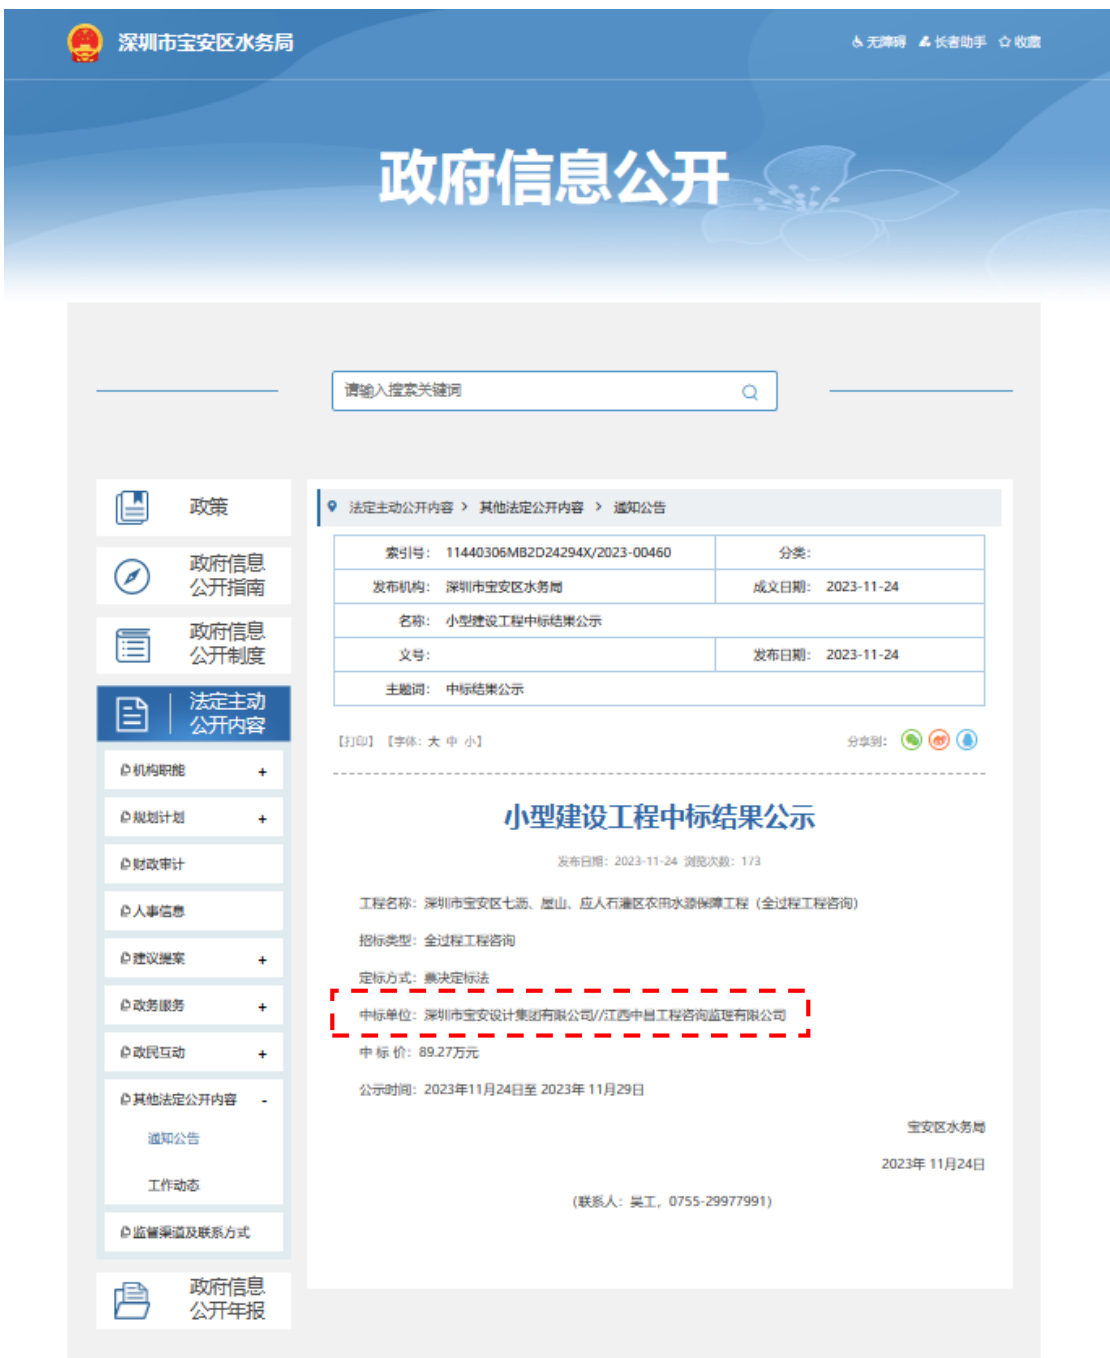 深圳市宝安区水务局
无障碍 长者助手 收藏
政府信息公开
请输入搜索关键词
政策
政府信息
公开指南
政府信息
公开制度
法定主动
公开内容
机构职能 +
规划计划 +
财政审计
人事信息
建议提案 +
政务服务 +
政民互动 +
其他法定公开内容 -
通知公告
工作动态
监督渠道及联系方式
政府信息
公开年报
法定主动公开内容 > 其他法定公开内容 > 通知公告
索引号： 11440306MB2D24294X/2023-00460 分类：
发布机构： 深圳市宝安区水务局 成文日期： 2023-11-24
名称： 小型建设工程中标结果公示
文号： 发布日期： 2023-11-24
主题词： 中标结果公示
【打印】【字体：大 中 小】 分享到：
小型建设工程中标结果公示
发布日期：2023-11-24 浏览次数：173
工程名称：深圳市宝安区七沥、屋山、应人石灌区农田水源保障工程（全过程工程咨询）
招标类型：全过程工程咨询
定标方式：票决定标法
中标单位：深圳市宝安设计集团有限公司//江西中昌工程咨询监理有限公司
中 标 价：89.27万元
公示时间：2023年11月24日至 2023年 11月29日
宝安区水务局
2023年 11月24日
（联系人：吴工，0755-29977991）